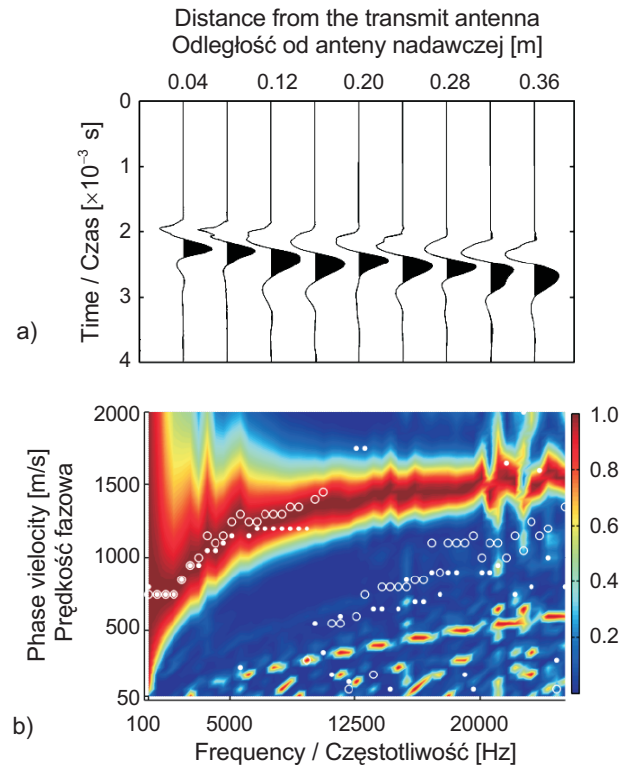 Distance from the transmit antenna
Odległość od anteny nadawczej [m]
0.04 0.12 0.20 0.28 0.36
Time / Czas [×10⁻³ s]
0
1
2
3
4
a)
Phase vielocity [m/s]
Prędkość fazowa
2000
1500
1000
500
50
1.0
0.8
0.6
0.4
0.2
100 5000 12500 20000
b)
Frequency / Częstotliwość [Hz]